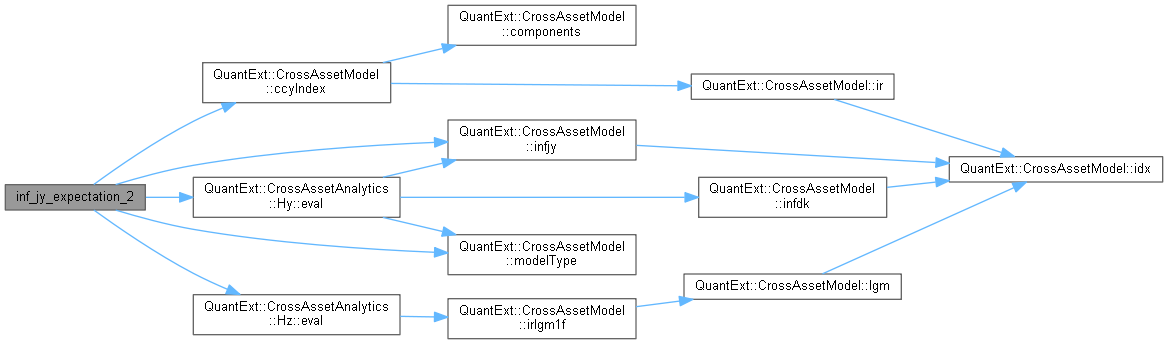 QuantExt::CrossAssetModel
::components
QuantExt::CrossAssetModel
::ccyIndex
QuantExt::CrossAssetModel::ir
QuantExt::CrossAssetModel
::infjy
QuantExt::CrossAssetModel::idx
inf_jy_expectation_2
QuantExt::CrossAssetAnalytics
::Hy::eval
QuantExt::CrossAssetModel
::infdk
QuantExt::CrossAssetModel
::modelType
QuantExt::CrossAssetModel::lgm
QuantExt::CrossAssetAnalytics
::Hz::eval
QuantExt::CrossAssetModel
::irlgm1f